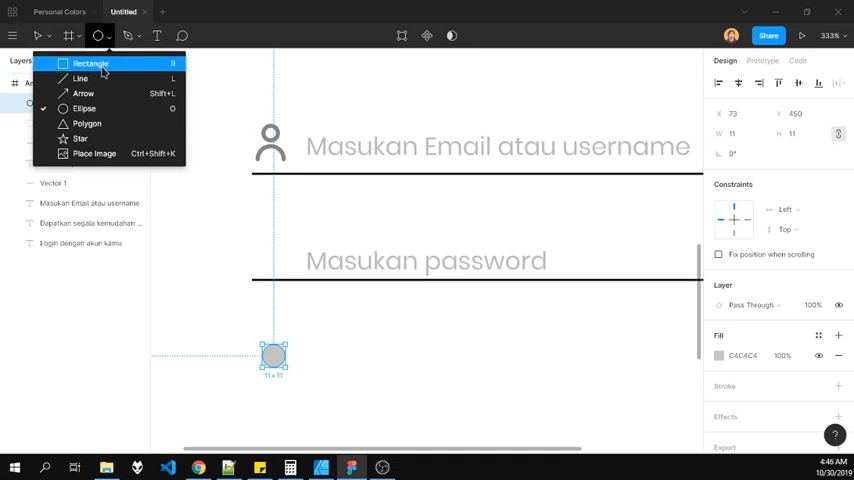 Personal Colors
Untitled
Share
333%
Layers
Rectangle R
Line L
Arrow Shift+L
Ellipse O
Polygon
Star
Place Image Ctrl+Shift+K
Vector 1
Masukan Email atau username
Dapatkan segala kemudahan ...
Login dengan akun kamu
Masukan Email atau username
Masukan password
11×11
Design Prototype Code
X 73 Y 450
W 11 H 11
0°
Constraints
Left
Top
Fix position when scrolling
Layer
Pass Through 100%
Fill
C4C4C4 100%
Stroke
Effects
Export
?
4:46 AM
10/30/2019